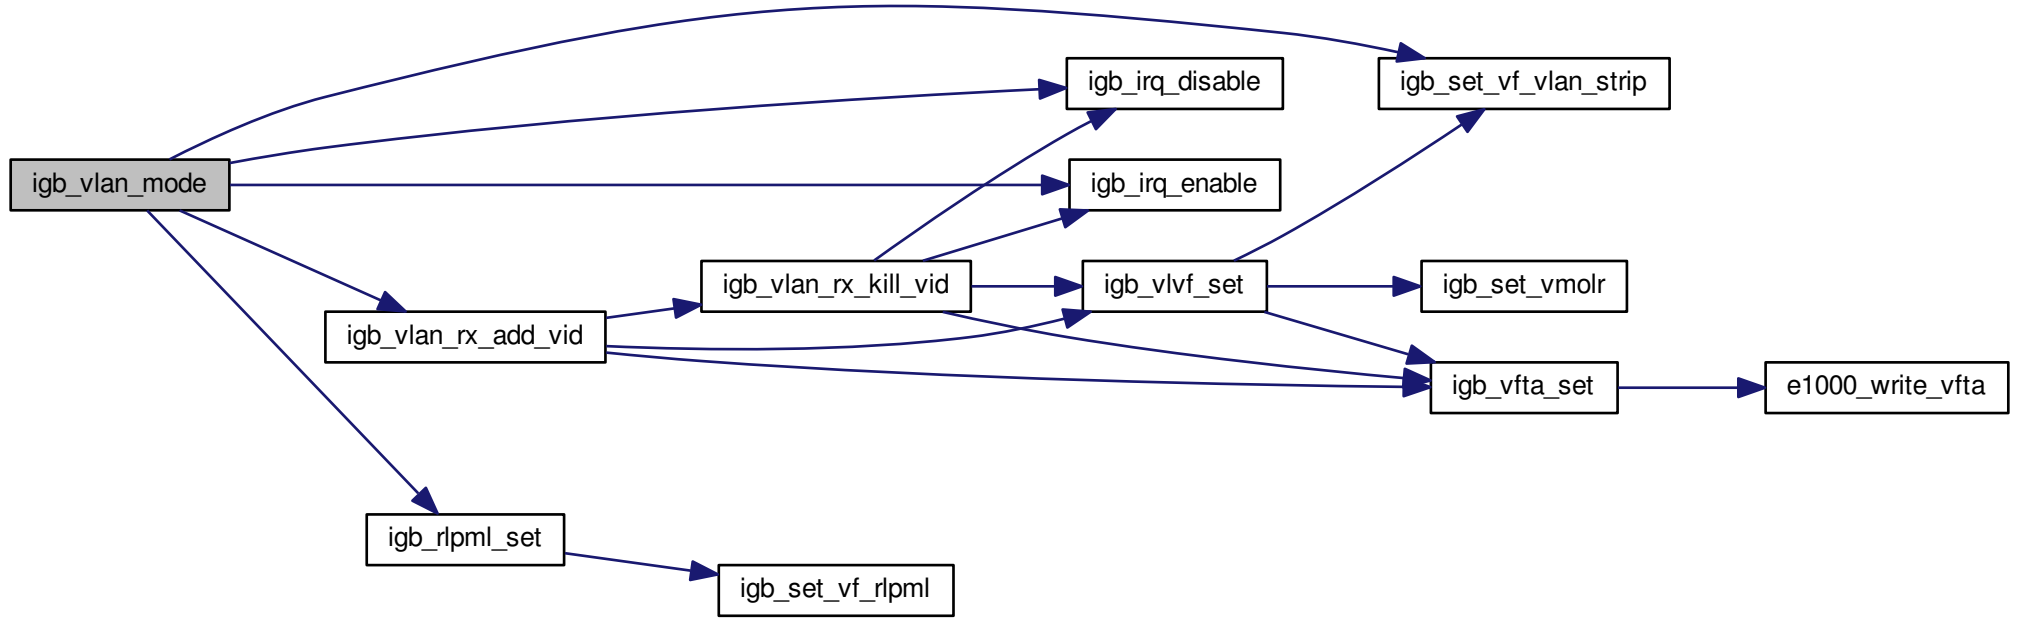 igb_irq_disable
igb_set_vf_vlan_strip
igb_vlan_mode
igb_irq_enable
igb_vlan_rx_kill_vid
igb_vlvf_set
igb_set_vmolr
igb_vlan_rx_add_vid
igb_vfta_set
e1000_write_vfta
igb_rlpml_set
igb_set_vf_rlpml